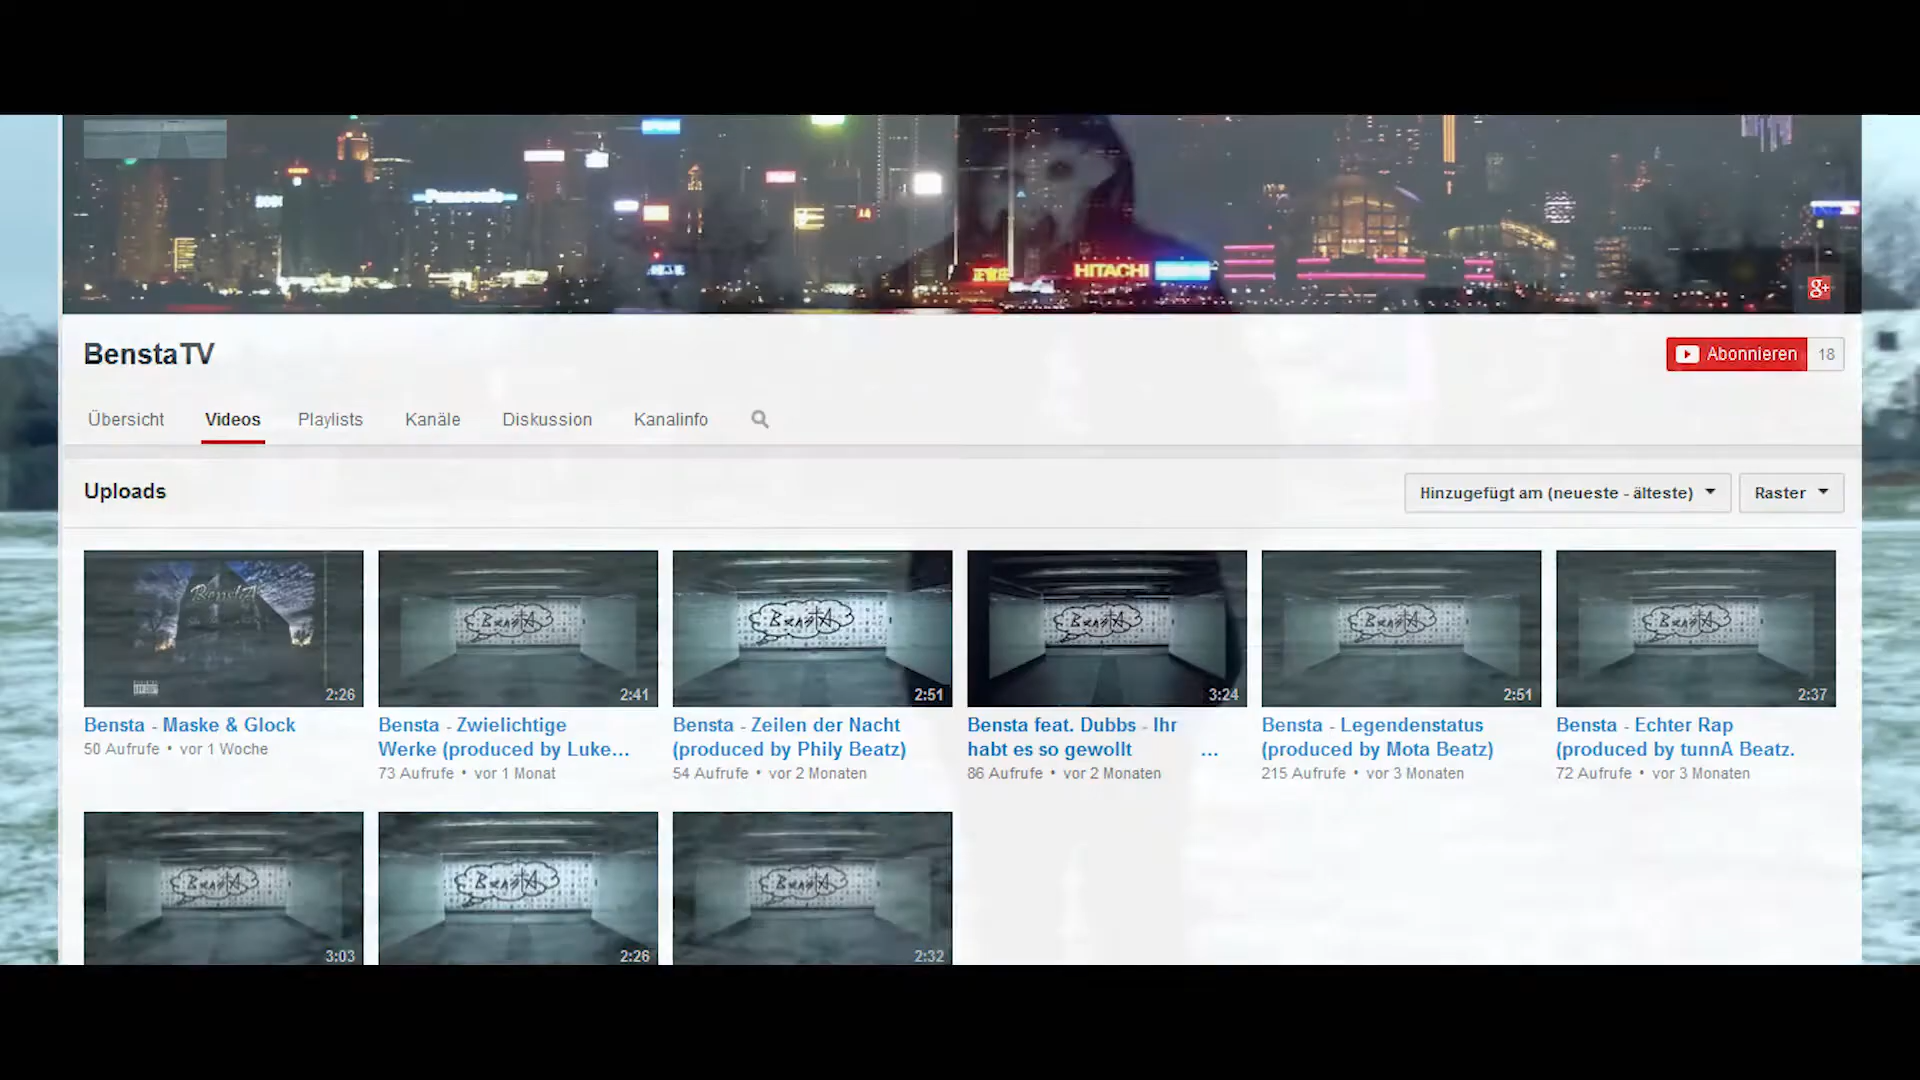 Panasonic
HITACHI
g+
BenstaTV
Abonnieren 18
Übersicht Videos Playlists Kanäle Diskussion Kanalinfo
Uploads
Hinzugefügt am (neueste - älteste) Raster
BenstA
2:26
2:41
2:51
3:24
2:51
2:37
Bensta - Maske & Glock
50 Aufrufe • vor 1 Woche
Bensta - Zwielichtige
Werke (produced by Luke...
73 Aufrufe • vor 1 Monat
Bensta - Zeilen der Nacht
(produced by Phily Beatz)
54 Aufrufe • vor 2 Monaten
Bensta feat. Dubbs - Ihr
habt es so gewollt ...
86 Aufrufe • vor 2 Monaten
Bensta - Legendenstatus
(produced by Mota Beatz)
215 Aufrufe • vor 3 Monaten
Bensta - Echter Rap
(produced by tunnA Beatz.
72 Aufrufe • vor 3 Monaten
3:03
2:26
2:32